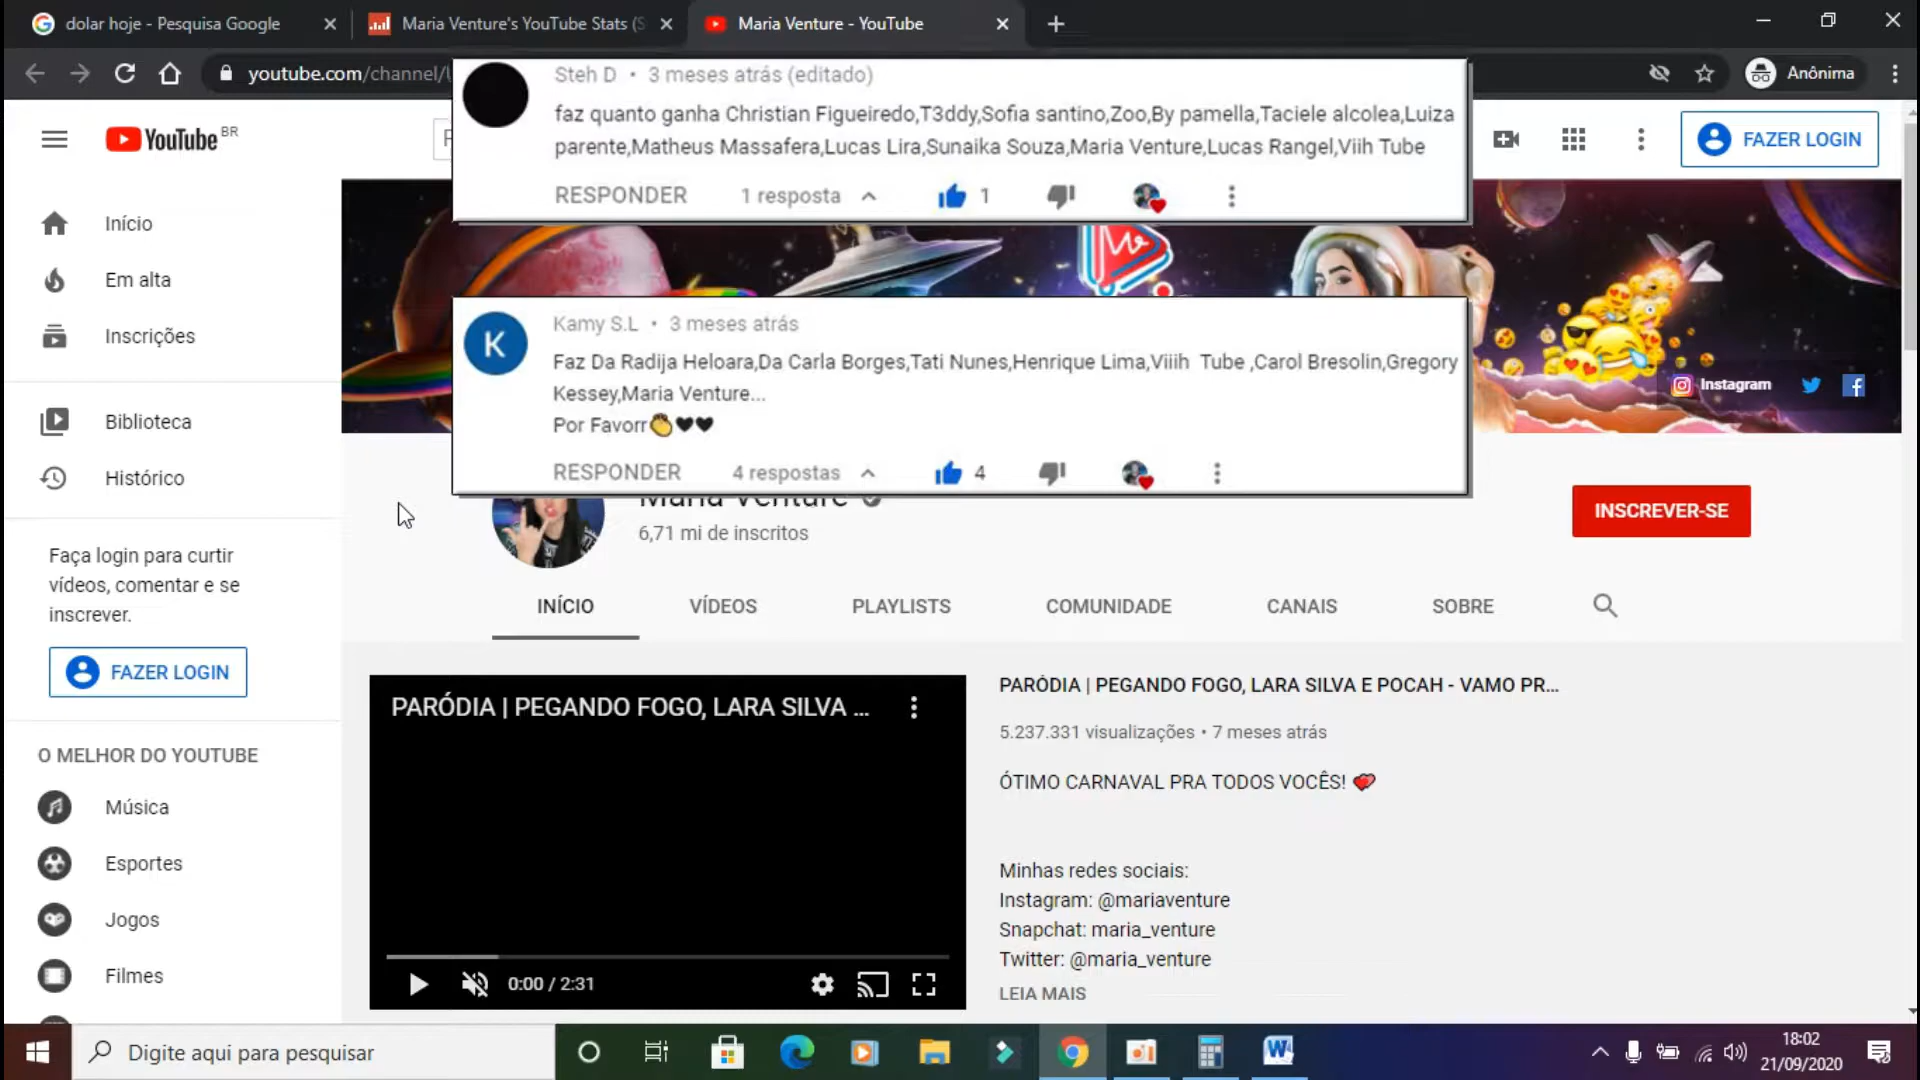 dolar hoje - Pesquisa Google
Maria Venture's YouTube Stats (S
Maria Venture - YouTube
youtube.com/channel/
Anônima
YouTube BR
FAZER LOGIN
Steh D • 3 meses atrás (editado)
faz quanto ganha Christian Figueiredo,T3ddy,Sofia santino,Zoo,By pamella,Taciele alcolea,Luiza
parente,Matheus Massafera,Lucas Lira,Sunaika Souza,Maria Venture,Lucas Rangel,Viih Tube
RESPONDER 1 resposta 1
Kamy S.L • 3 meses atrás
Faz Da Radija Heloara,Da Carla Borges,Tati Nunes,Henrique Lima,Viiih Tube ,Carol Bresolin,Gregory
Kessey,Maria Venture...
Por Favorr👏🖤🖤
RESPONDER 4 respostas 4
Instagram
Início
Em alta
Inscrições
Biblioteca
Histórico
Faça login para curtir
vídeos, comentar e se
inscrever.
FAZER LOGIN
O MELHOR DO YOUTUBE
Música
Esportes
Jogos
Filmes
Maria Venture
6,71 mi de inscritos
INSCREVER-SE
INÍCIO VÍDEOS PLAYLISTS COMUNIDADE CANAIS SOBRE
PARÓDIA | PEGANDO FOGO, LARA SILVA ...
0:00 / 2:31
PARÓDIA | PEGANDO FOGO, LARA SILVA E POCAH - VAMO PR...
5.237.331 visualizações • 7 meses atrás
ÓTIMO CARNAVAL PRA TODOS VOCÊS! 💕
Minhas redes sociais:
Instagram: @mariaventure
Snapchat: maria_venture
Twitter: @maria_venture
LEIA MAIS
Digite aqui para pesquisar
18:02
21/09/2020